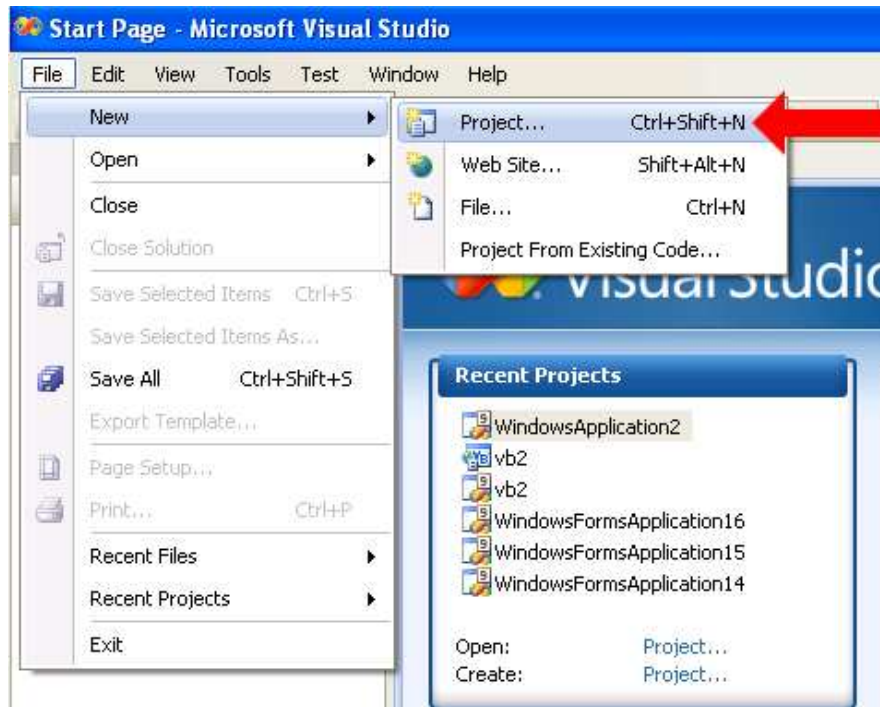 Start Page - Microsoft Visual Studio
File Edit View Tools Test Window Help
New
Open
Close
Close Solution
Save Selected Items Ctrl+S
Save Selected Items As...
Save All Ctrl+Shift+S
Export Template...
Page Setup...
Print... Ctrl+P
Recent Files
Recent Projects
Exit
Project... Ctrl+Shift+N
Web Site... Shift+Alt+N
File... Ctrl+N
Project From Existing Code...
Visual Studio
Recent Projects
WindowsApplication2
vb2
vb2
WindowsFormsApplication16
WindowsFormsApplication15
WindowsFormsApplication14
Open: Project...
Create: Project...